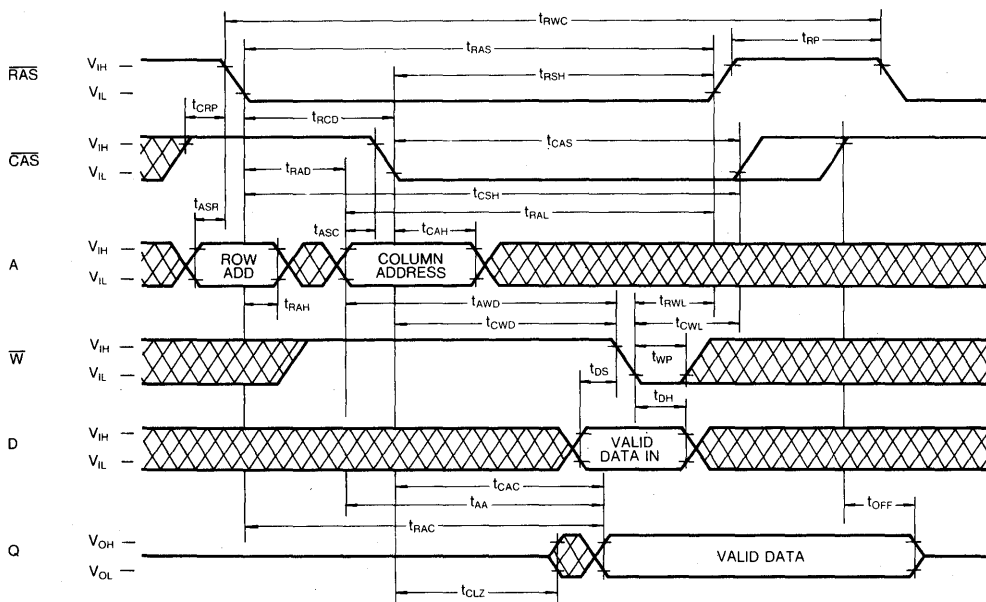 tRWC
tRAS
tRP
RAS
VIH
VIL
tRSH
tCRP
tRCD
CAS
VIH
VIL
tCAS
tRAD
tCSH
tRAL
tASR
tASC
tCAH
A
VIH
VIL
ROW
ADD
COLUMN
ADDRESS
tRAH
tAWD
tRWL
tCWD
tCWL
W
VIH
VIL
tWP
tDS
tDH
D
VIH
VIL
VALID
DATA IN
tCAC
tAA
tOFF
tRAC
Q
VOH
VOL
VALID DATA
tCLZ